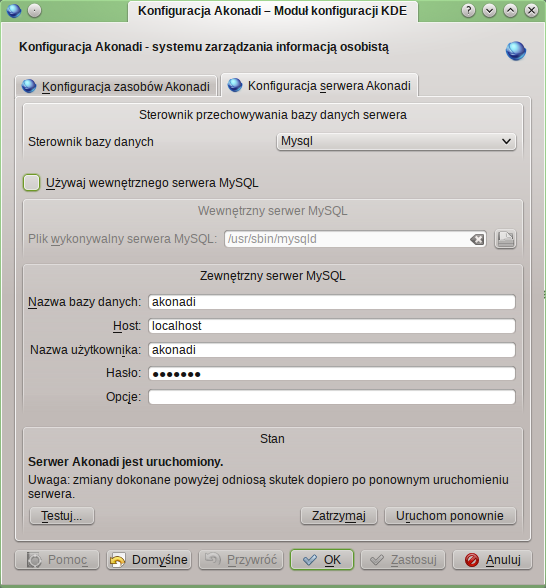 Konfiguracja Akonadi – Moduł konfiguracji KDE
Konfiguracja Akonadi - systemu zarządzania informacją osobistą
Konfiguracja zasobów Akonadi
Konfiguracja serwera Akonadi
Sterownik przechowywania bazy danych serwera
Sterownik bazy danych
Mysql
Używaj wewnętrznego serwera MySQL
Wewnętrzny serwer MySQL
Plik wykonywalny serwera MySQL:
/usr/sbin/mysqld
Zewnętrzny serwer MySQL
Nazwa bazy danych:
akonadi
Host:
localhost
Nazwa użytkownika:
akonadi
Hasło:
●●●●●●●
Opcje:
Stan
Serwer Akonadi jest uruchomiony.
Uwaga: zmiany dokonane powyżej odniosą skutek dopiero po ponownym uruchomieniu
serwera.
Testuj...
Zatrzymaj
Uruchom ponownie
Pomoc
Domyślne
Przywróć
OK
Zastosuj
Anuluj